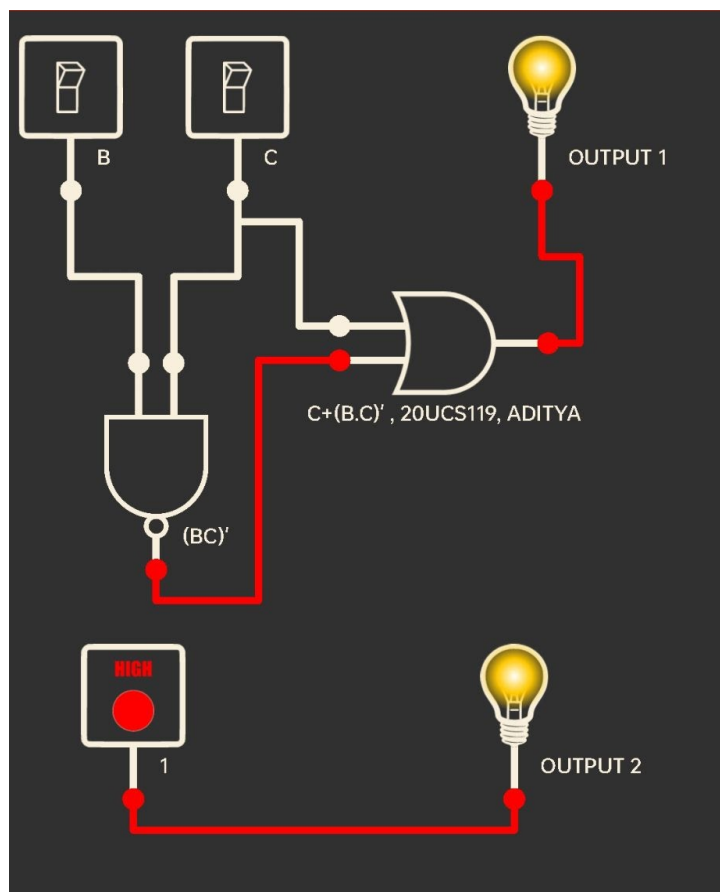 B
C
OUTPUT 1
C+(B.C)' , 20UCS119, ADITYA
(BC)'
HIGH
1
OUTPUT 2